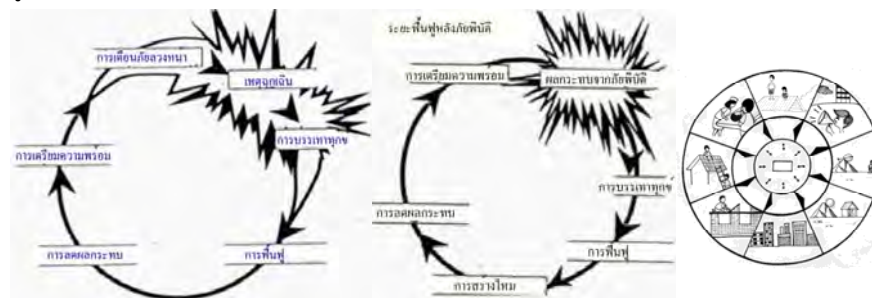 การเตือนภัยล่วงหน้า
เหตุฉุกเฉิน
การบรรเทาทุกข์
การฟื้นฟู
การลดผลกระทบ
การเตรียมความพร้อม
ระยะฟื้นฟูหลังภัยพิบัติ
การเตรียมความพร้อม
ผลกระทบจากภัยพิบัติ
การบรรเทาทุกข์
การฟื้นฟู
การสร้างใหม่
การลดผลกระทบ